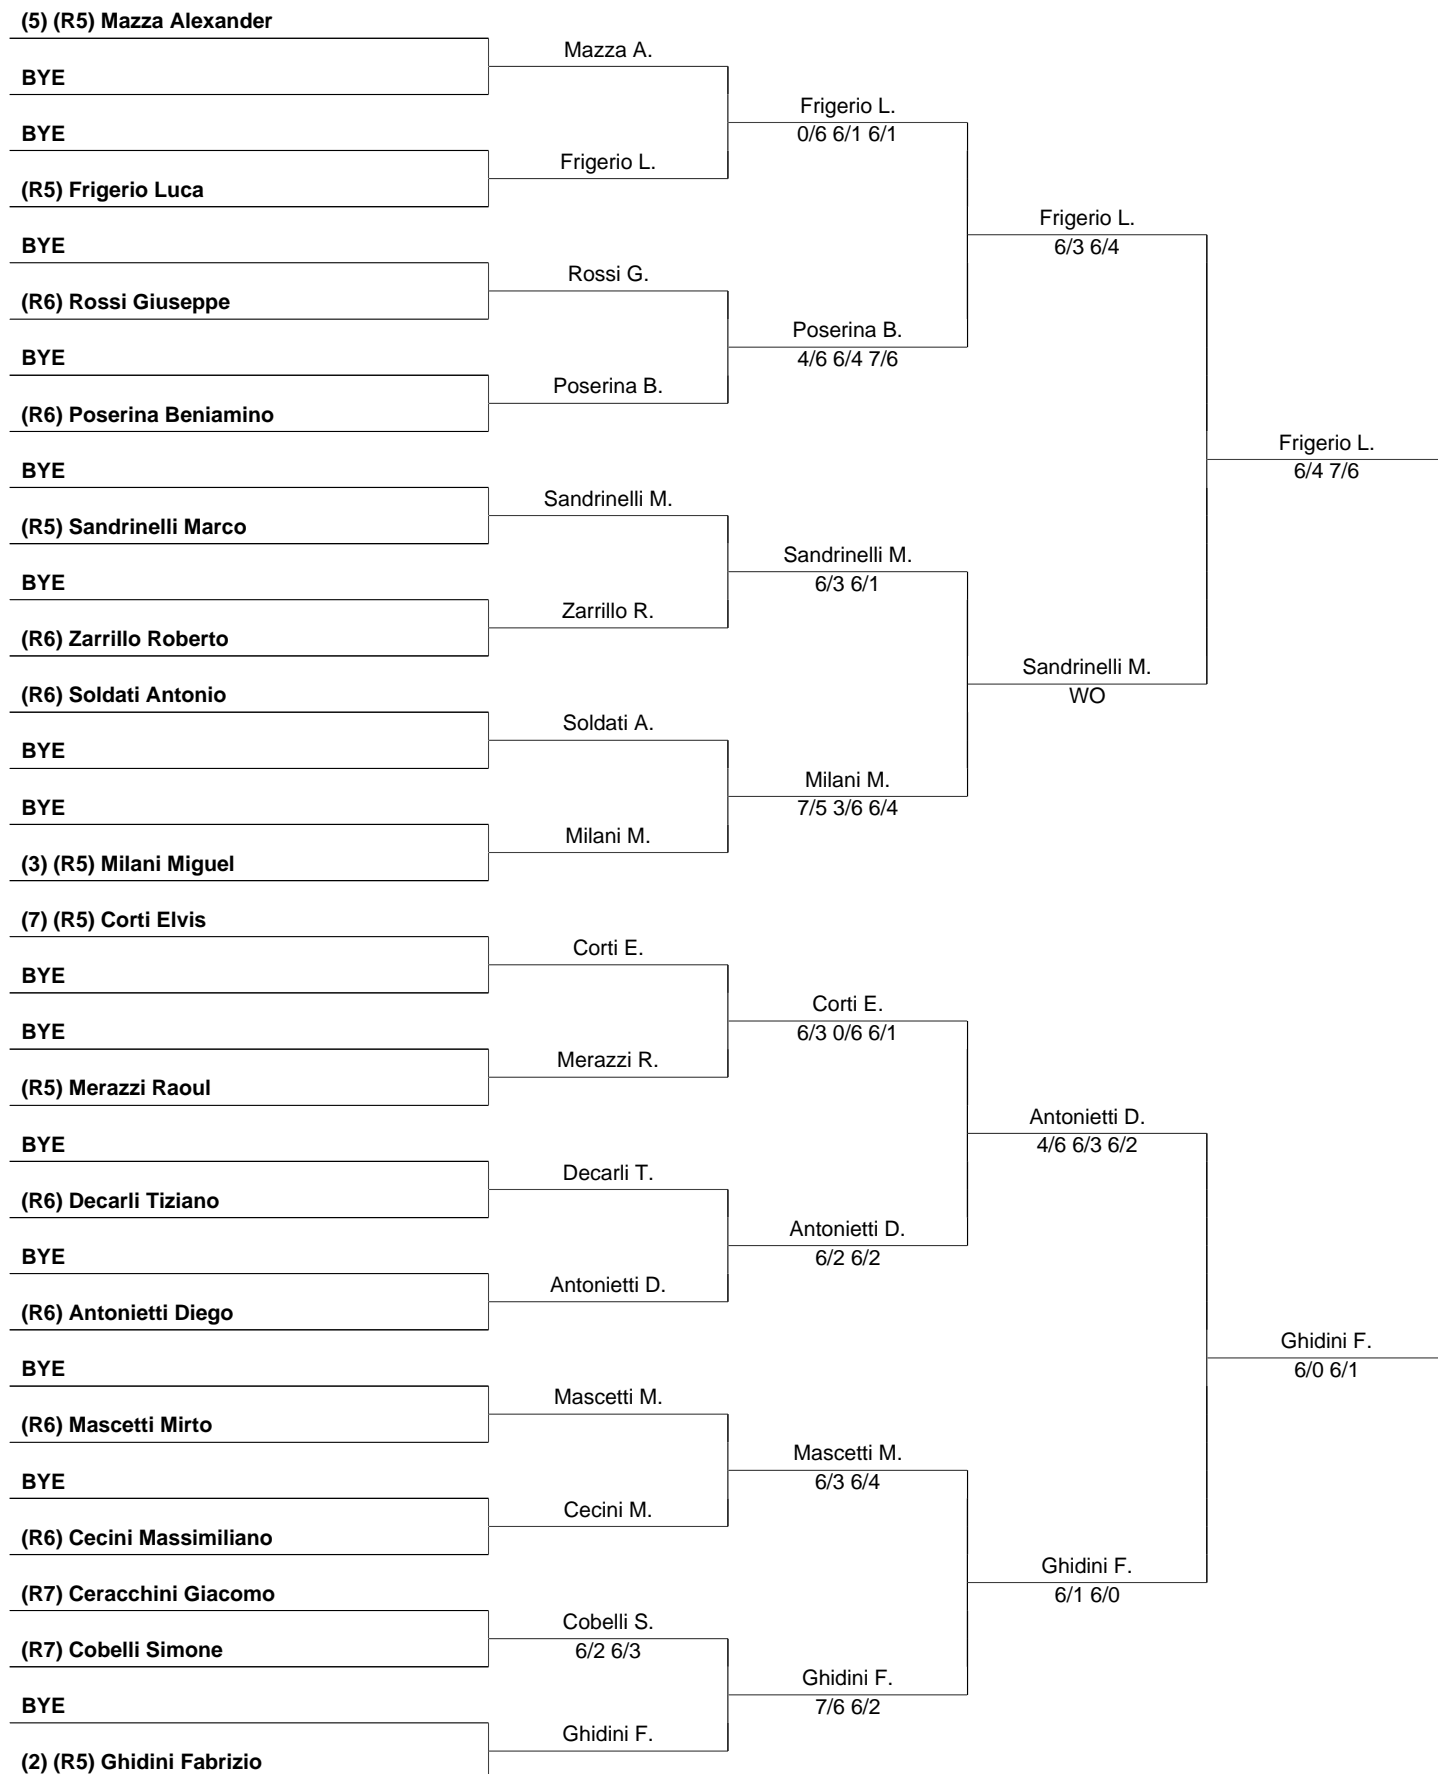 (5) (R5) Mazza Alexander
Mazza A.
BYE
Frigerio L.
0/6 6/1 6/1
BYE
Frigerio L.
(R5) Frigerio Luca
Frigerio L.
6/3 6/4
BYE
Rossi G.
(R6) Rossi Giuseppe
Poserina B.
4/6 6/4 7/6
BYE
Poserina B.
(R6) Poserina Beniamino
Frigerio L.
6/4 7/6
BYE
Sandrinelli M.
(R5) Sandrinelli Marco
Sandrinelli M.
6/3 6/1
BYE
Zarrillo R.
(R6) Zarrillo Roberto
Sandrinelli M.
WO
(R6) Soldati Antonio
Soldati A.
BYE
Milani M.
7/5 3/6 6/4
BYE
Milani M.
(3) (R5) Milani Miguel
(7) (R5) Corti Elvis
Corti E.
BYE
Corti E.
6/3 0/6 6/1
BYE
Merazzi R.
(R5) Merazzi Raoul
Antonietti D.
4/6 6/3 6/2
BYE
Decarli T.
(R6) Decarli Tiziano
Antonietti D.
6/2 6/2
BYE
Antonietti D.
(R6) Antonietti Diego
Ghidini F.
6/0 6/1
BYE
Mascetti M.
(R6) Mascetti Mirto
Mascetti M.
6/3 6/4
BYE
Cecini M.
(R6) Cecini Massimiliano
Ghidini F.
6/1 6/0
(R7) Ceracchini Giacomo
Cobelli S.
6/2 6/3
(R7) Cobelli Simone
Ghidini F.
7/6 6/2
BYE
Ghidini F.
(2) (R5) Ghidini Fabrizio